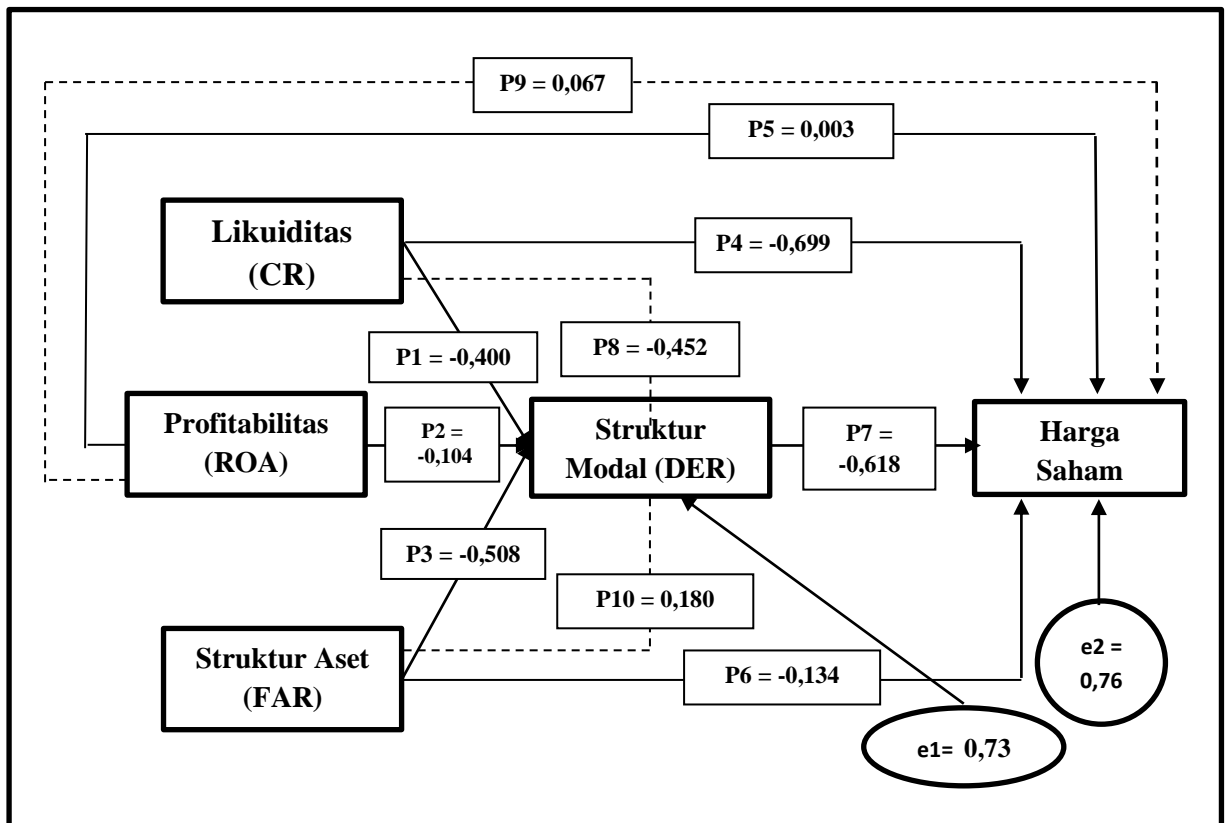 P9 = 0,067
P5 = 0,003
Likuiditas
(CR)
P4 = -0,699
P1 = -0,400
P8 = -0,452
Profitabilitas
(ROA)
P2 =
-0,104
Struktur
Modal (DER)
P7 =
-0,618
Harga
Saham
P3 = -0,508
P10 = 0,180
Struktur Aset
(FAR)
P6 = -0,134
e2 =
0,76
e1= 0,73